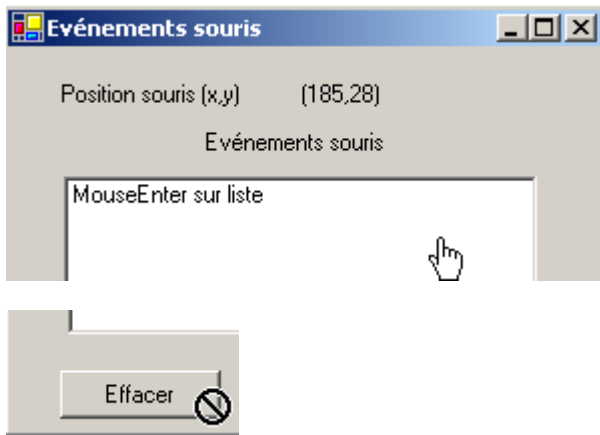 Evénements souris
Position souris (x,y) (185,28)
Evénements souris
MouseEnter sur liste
Effacer